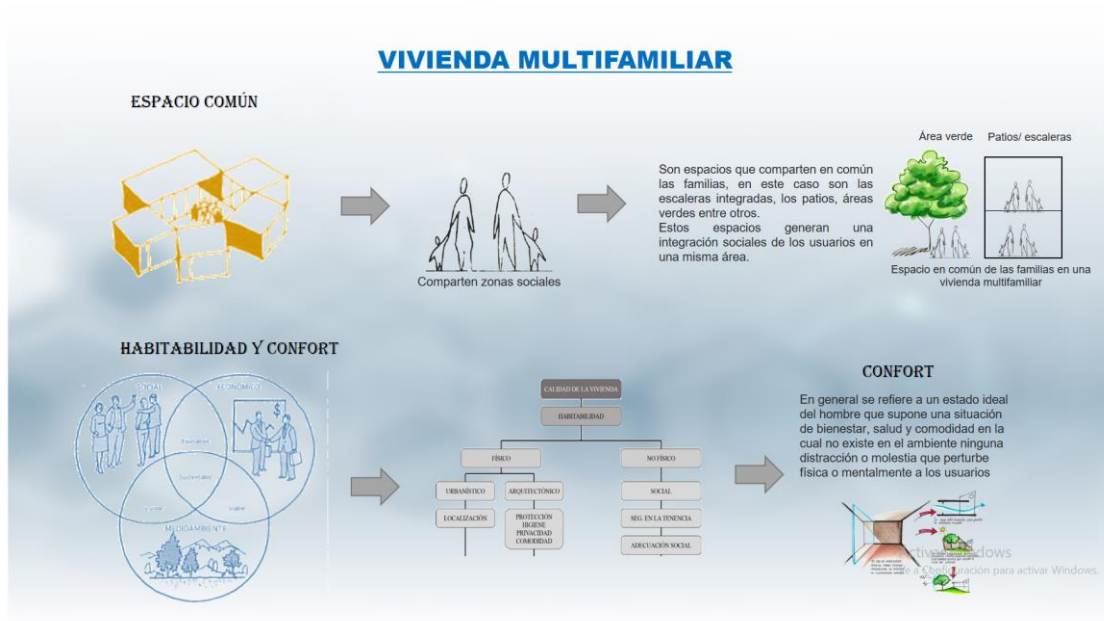 VIVIENDA MULTIFAMILIAR
ESPACIO COMÚN
Comparten zonas sociales
Son espacios que comparten en común
las familias, en este caso son las
escaleras integradas, los patios, áreas
verdes entre otros.
Estos espacios generan una
integración sociales de los usuarios en
una misma área.
Área verde
Patios/ escaleras
Espacio en común de las familias en una
vivienda multifamiliar
HABITABILIDAD Y CONFORT
SOCIAL
ECONÓMICO
$
Sustentable
Viable
MEDIOAMBIENTE
CALIDAD DE LA VIVIENDA
HABITABILIDAD
FÍSICO
NO FÍSICO
URBANÍSTICO
ARQUITECTÓNICO
SOCIAL
LOCALIZACIÓN
PROTECCIÓN
HIGIENE
PRIVACIDAD
COMODIDAD
SEG. EN LA TENENCIA
ADECUACIÓN SOCIAL
CONFORT
En general se refiere a un estado ideal
del hombre que supone una situación
de bienestar, salud y comodidad en la
cual no existe en el ambiente ninguna
distracción o molestia que perturbe
física o mentalmente a los usuarios
a Configuración para activar Windows.